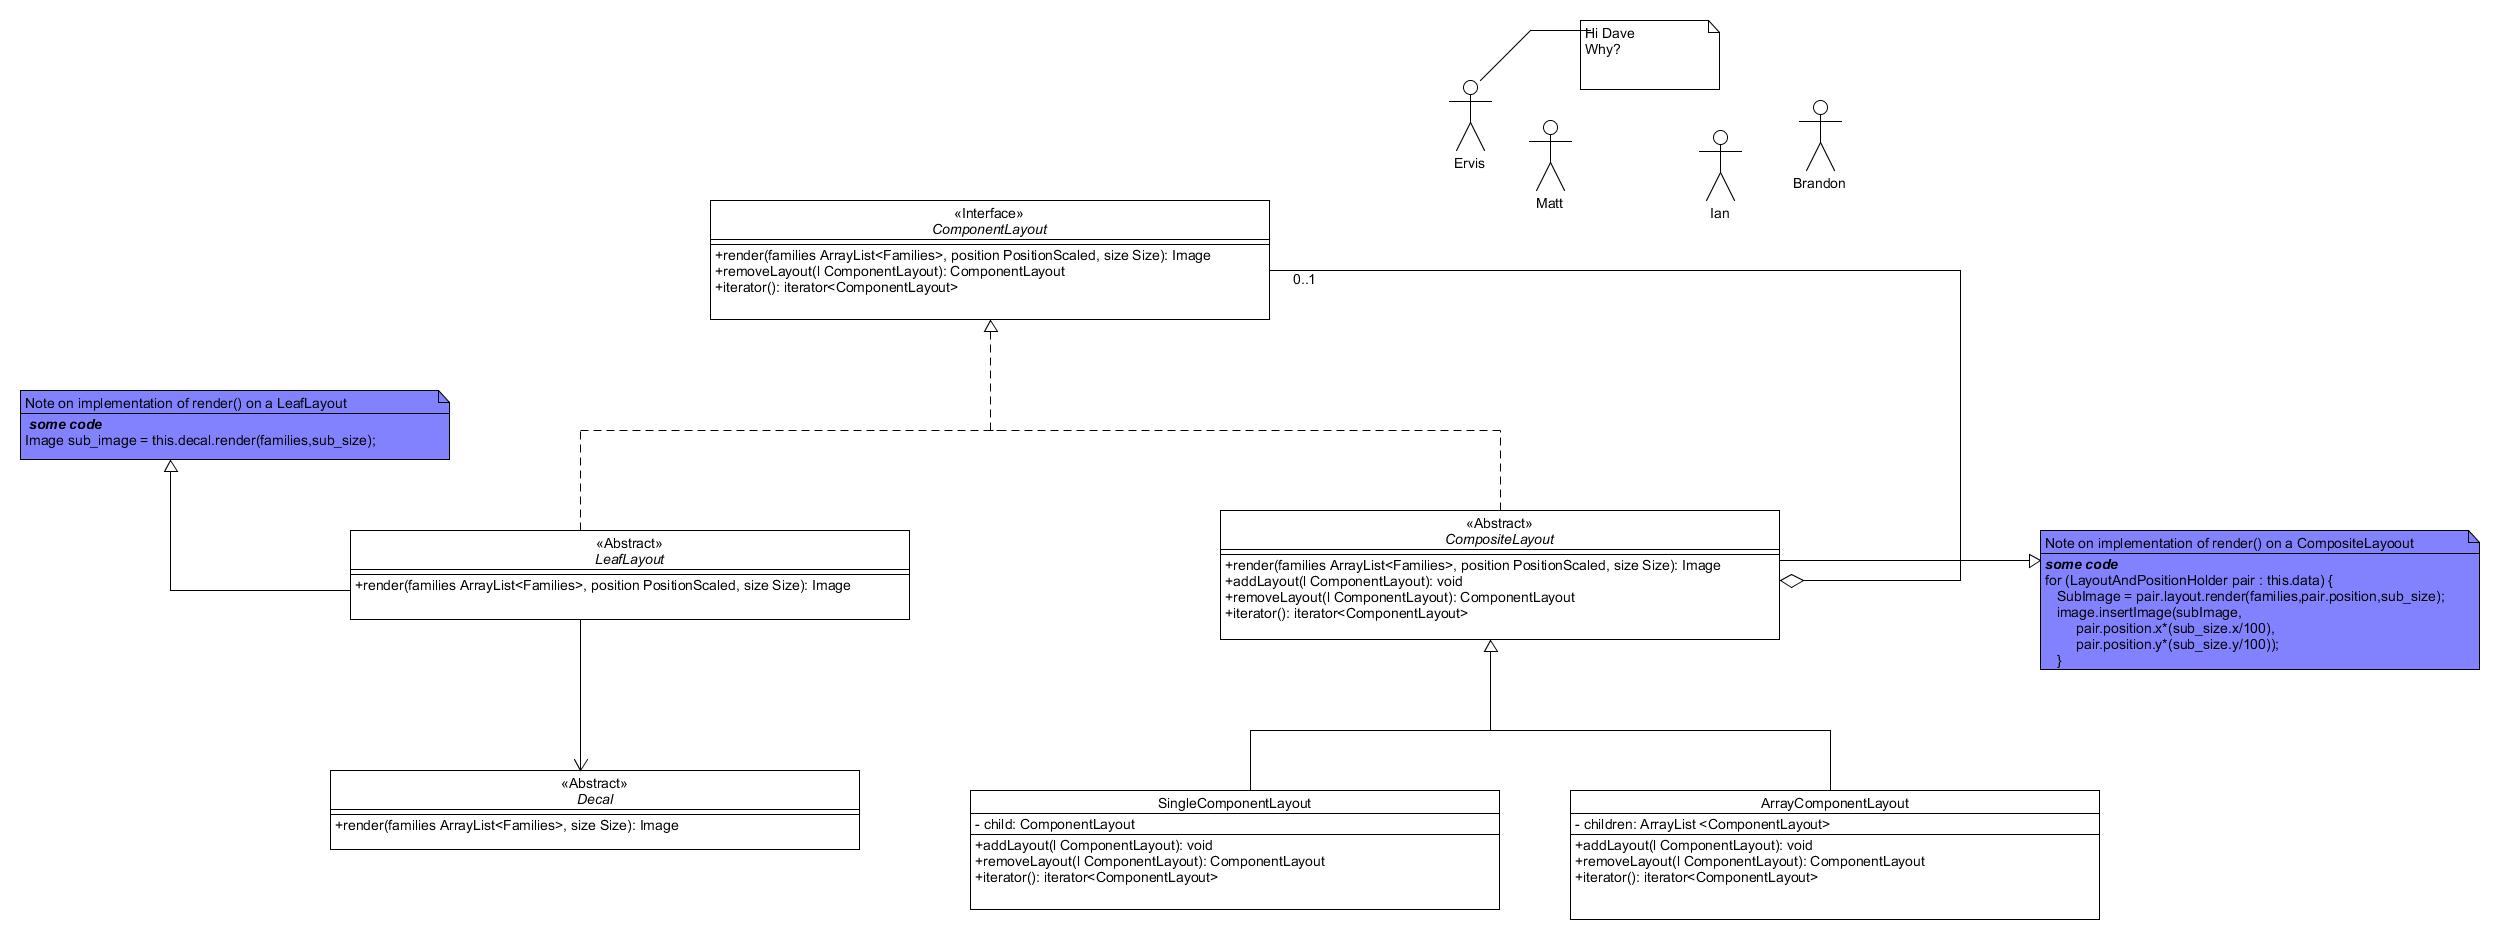 Hi Dave
Why?
Ervis
Matt
Ian
Brandon
«Interface»
ComponentLayout
+render(families ArrayList<Families>, position PositionScaled, size Size): Image
+removeLayout(l ComponentLayout): ComponentLayout
+iterator(): iterator<ComponentLayout>
0..1
Note on implementation of render() on a LeafLayout
some code
Image sub_image = this.decal.render(families,sub_size);
«Abstract»
LeafLayout
+render(families ArrayList<Families>, position PositionScaled, size Size): Image
«Abstract»
CompositeLayout
+render(families ArrayList<Families>, position PositionScaled, size Size): Image
+addLayout(l ComponentLayout): void
+removeLayout(l ComponentLayout): ComponentLayout
+iterator(): iterator<ComponentLayout>
Note on implementation of render() on a CompositeLayoout
some code
for (LayoutAndPositionHolder pair : this.data) {
SubImage = pair.layout.render(families,pair.position,sub_size);
image.insertImage(subImage,
pair.position.x*(sub_size.x/100),
pair.position.y*(sub_size.y/100));
}
«Abstract»
Decal
+render(families ArrayList<Families>, size Size): Image
SingleComponentLayout
- child: ComponentLayout
+addLayout(l ComponentLayout): void
+removeLayout(l ComponentLayout): ComponentLayout
+iterator(): iterator<ComponentLayout>
ArrayComponentLayout
- children: ArrayList <ComponentLayout>
+addLayout(l ComponentLayout): void
+removeLayout(l ComponentLayout): ComponentLayout
+iterator(): iterator<ComponentLayout>